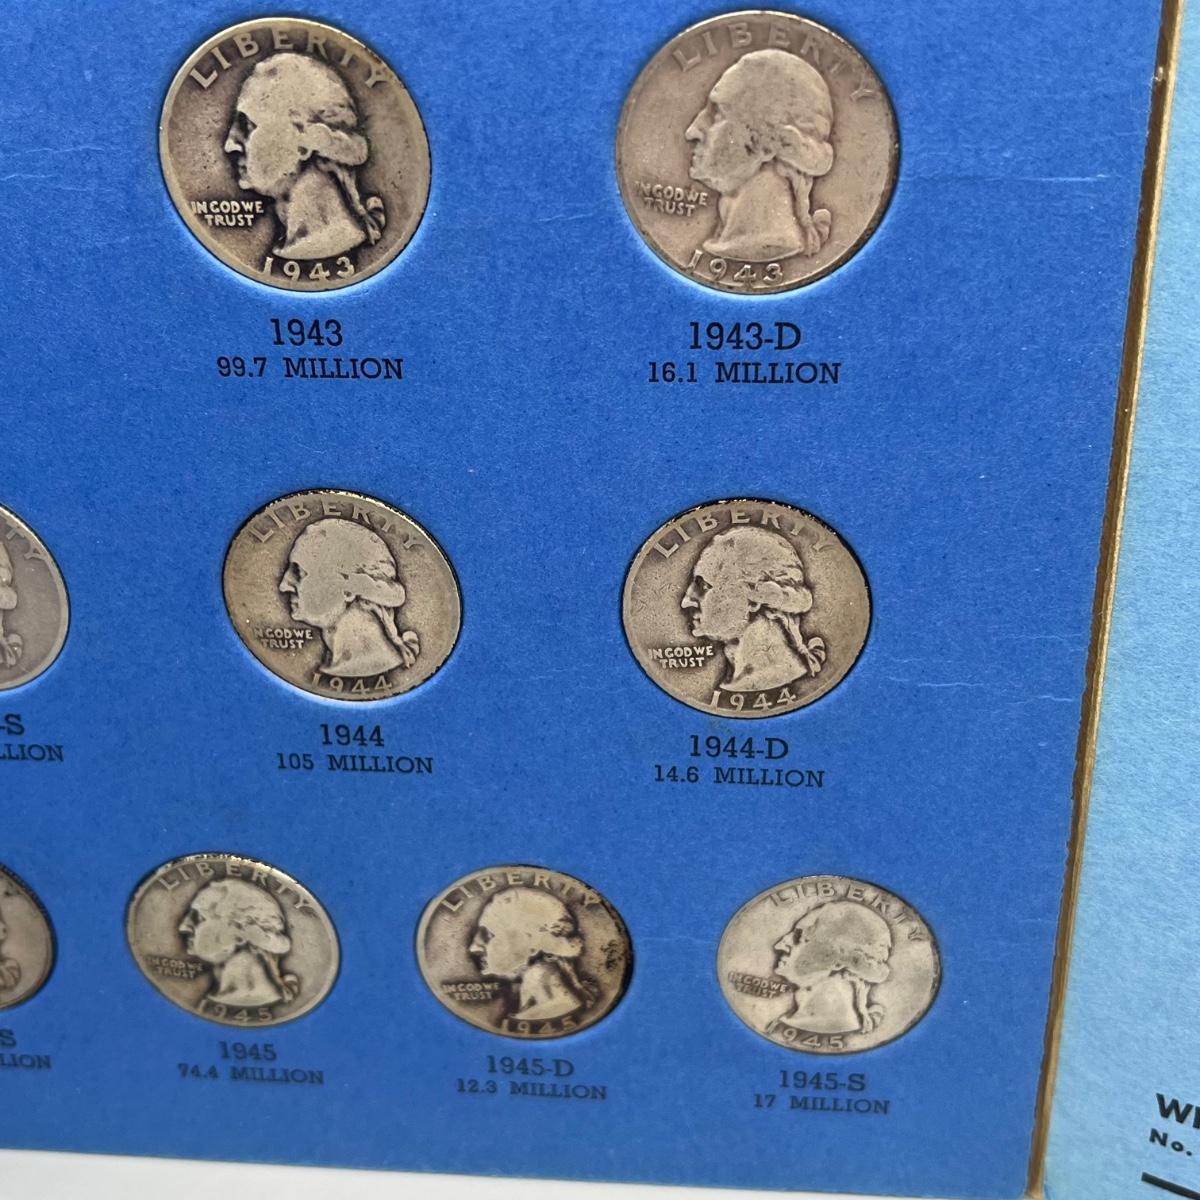 LIBERTY
IN GOD WE
TRUST
1943
1943
99.7 MILLION
LIBERTY
IN GOD WE
TRUST
1943
1943-D
16.1 MILLION
TY
-S
LLION
LIBERTY
IN GOD WE
TRUST
1944
1944
105 MILLION
LIBERTY
IN GOD WE
TRUST
1944
1944-D
14.6 MILLION
S
LION
LIBERTY
IN GOD WE
TRUST
1945
1945
74.4 MILLION
LIBERTY
IN GOD WE
TRUST
1945
1945-D
12.3 MILLION
LIBERTY
IN GOD WE
TRUST
1945
1945-S
17 MILLION
No.